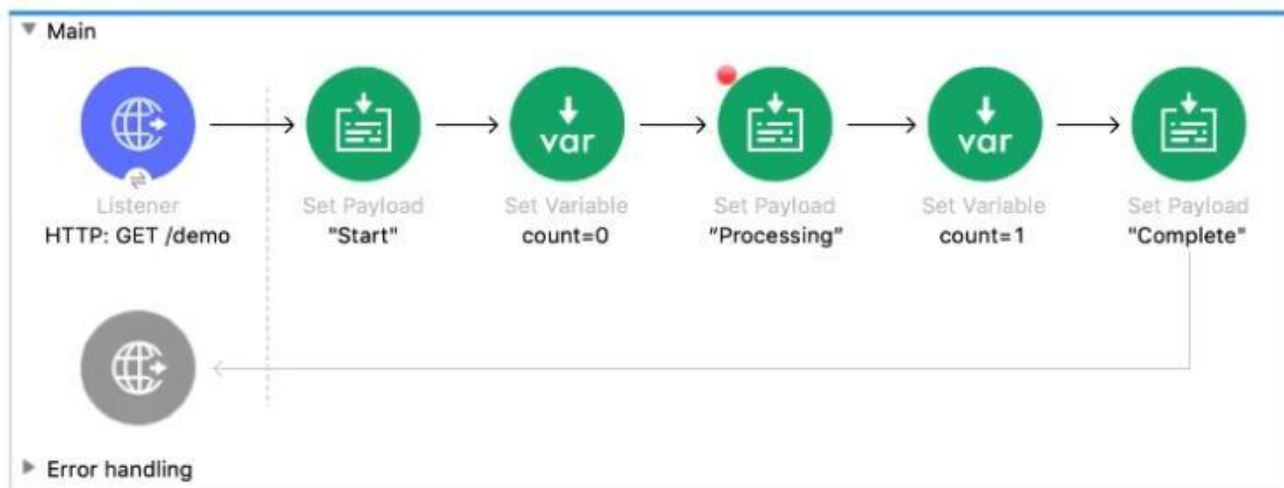 Main
var
var
Listener
Set Payload
Set Variable
Set Payload
Set Variable
Set Payload
HTTP: GET /demo
"Start"
count=0
"Processing"
count=1
"Complete"
Error handling